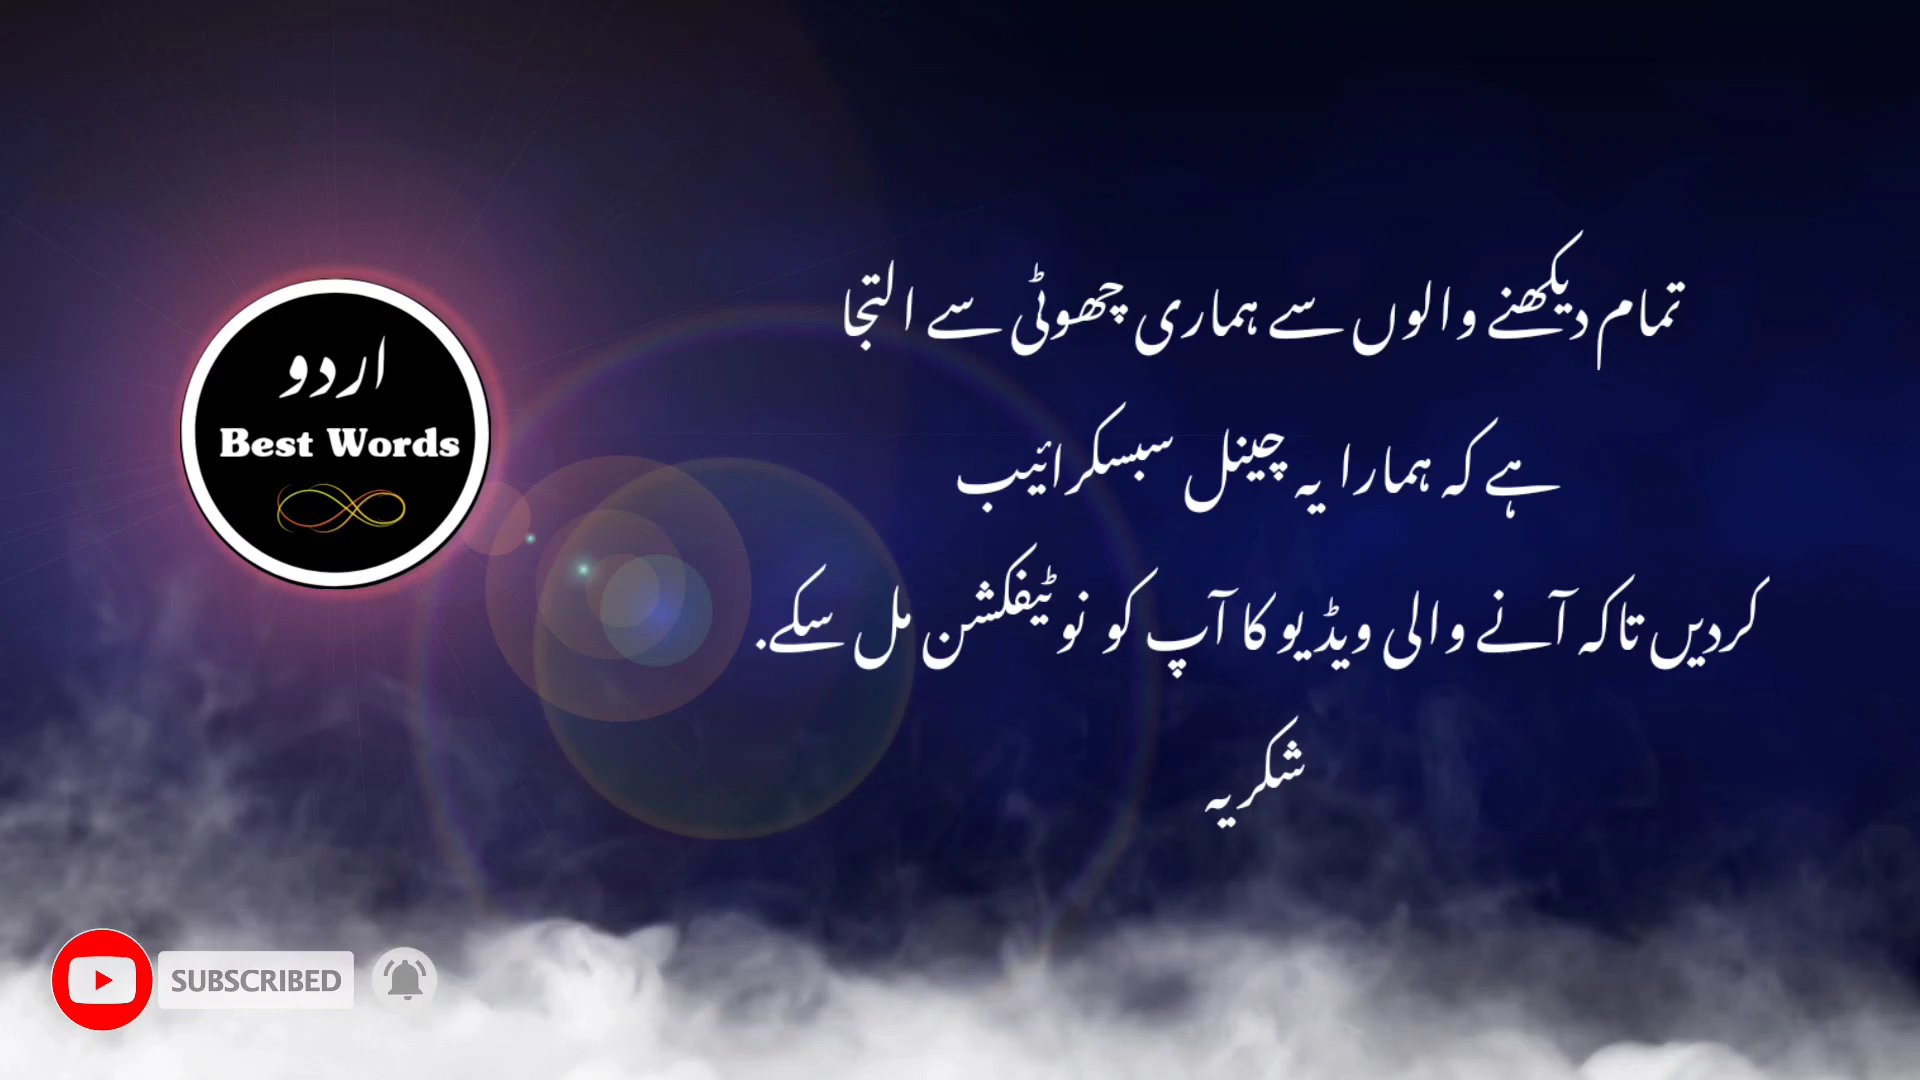 اردو
Best Words
تمام دیکھنے والوں سے ہماری چھوٹی سے التجا
ہے کہ ہمارا یہ چینل سبسکرائیب
کردیں تاکہ آنے والی ویڈیو کا آپ کو نوٹیفکشن مل سکے.
شکریہ
SUBSCRIBED